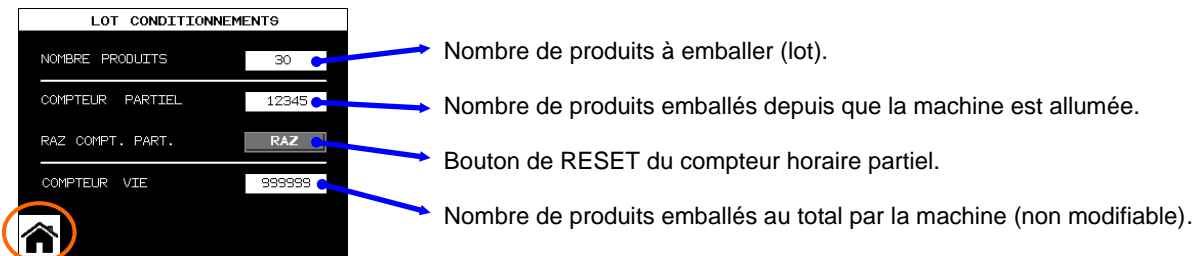 LOT CONDITIONNEMENTS
NOMBRE PRODUITS 30
Nombre de produits à emballer (lot).
COMPTEUR PARTIEL 12345
Nombre de produits emballés depuis que la machine est allumée.
RAZ COMPT. PART. RAZ
Bouton de RESET du compteur horaire partiel.
COMPTEUR VIE 999999
Nombre de produits emballés au total par la machine (non modifiable).